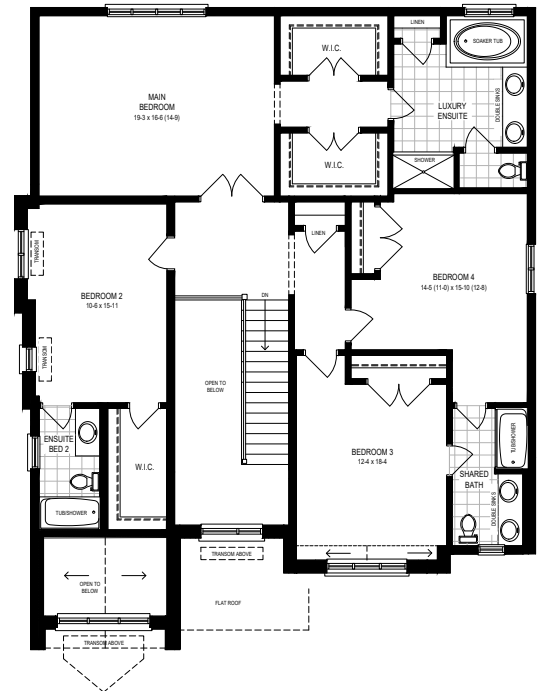 LINEN
SOAKER TUB
W.I.C.
MAIN
BEDROOM
19-3 x 16-6 (14-9)
LUXURY
ENSUITE
DOUBLE SINKS
W.I.C.
SHOWER
LINEN
TRANSOM
BEDROOM 4
14-5 (11-0) x 15-10 (12-8)
BEDROOM 2
10-6 x 15-11
DN
TRANSOM
OPEN TO
BELOW
ENSUITE
BED 2
W.I.C.
BEDROOM 3
12-4 x 18-4
TUB/SHOWER
SHARED
BATH
DOUBLE SINKS
TUB/SHOWER
TRANSOM ABOVE
OPEN TO
BELOW
FLAT ROOF
TRANSOM ABOVE